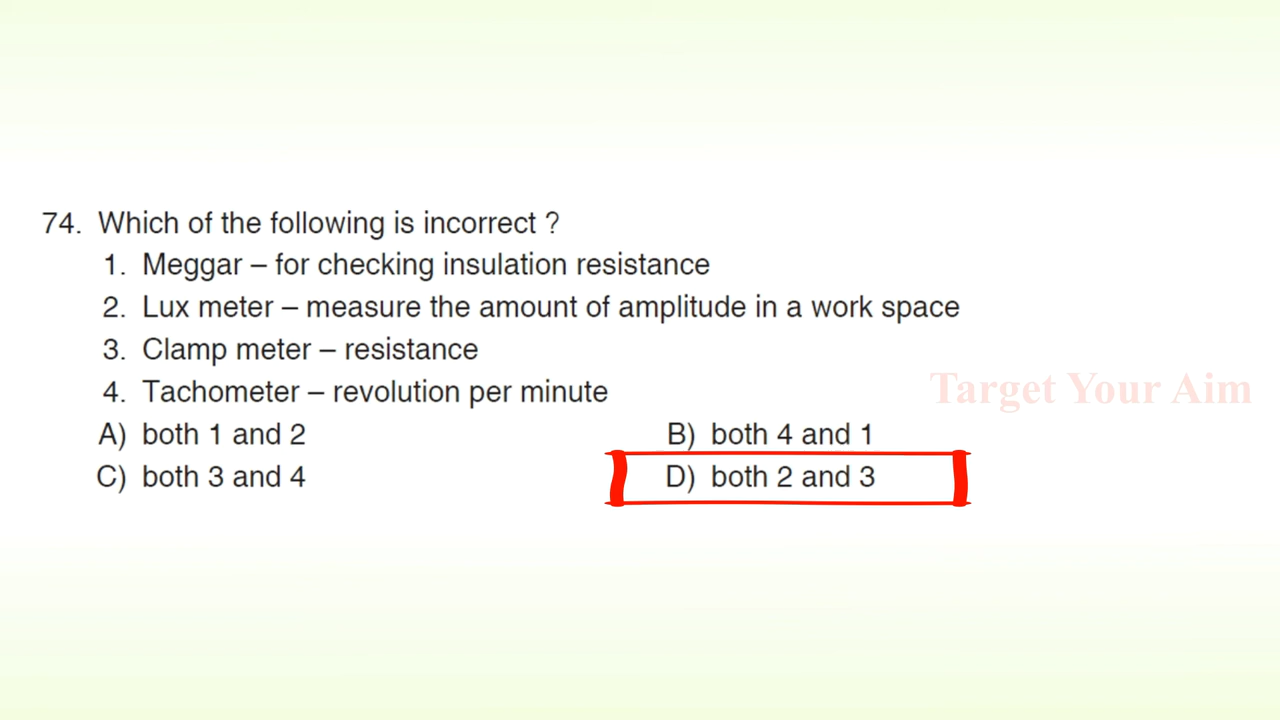 74. Which of the following is incorrect ?
1. Meggar – for checking insulation resistance
2. Lux meter – measure the amount of amplitude in a work space
3. Clamp meter – resistance
4. Tachometer – revolution per minute
Target Your Aim
A) both 1 and 2 B) both 4 and 1
C) both 3 and 4 D) both 2 and 3